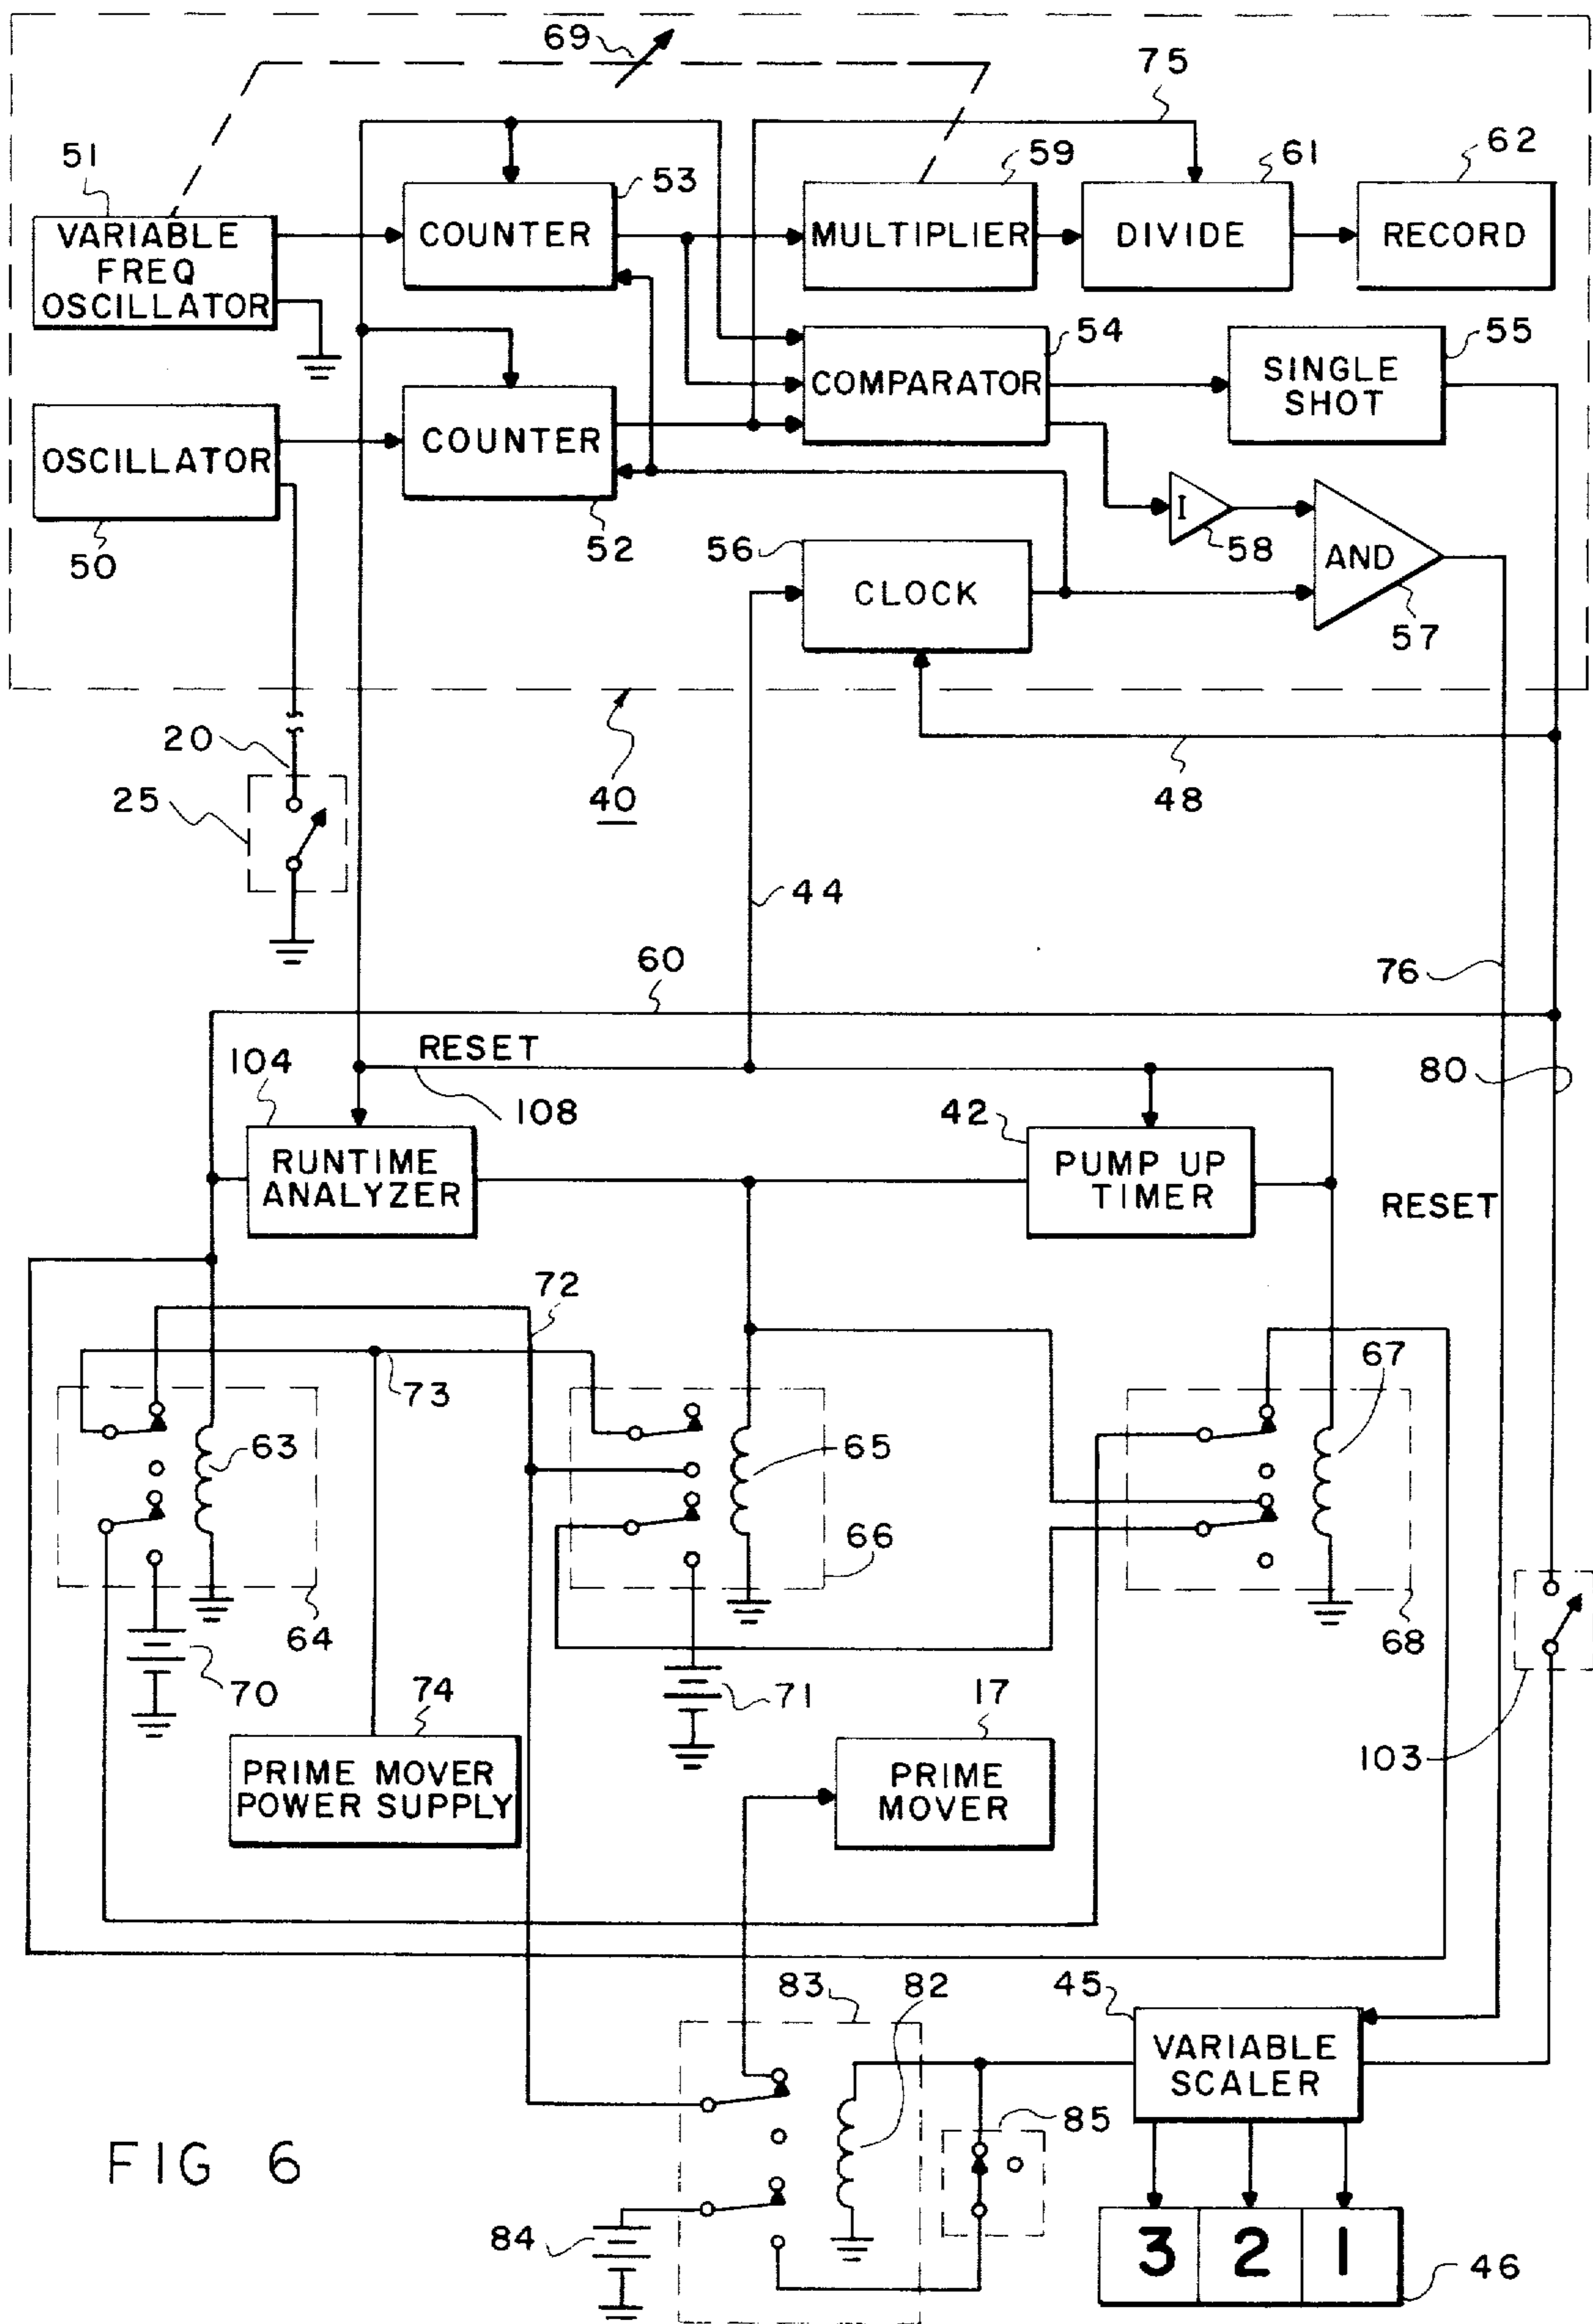 69
75
51
53
59
61
62
VARIABLE
FREQ
OSCILLATOR
COUNTER
MULTIPLIER
DIVIDE
RECORD
54
55
OSCILLATOR
COUNTER
COMPARATOR
SINGLE
SHOT
50
52
56
I
58
AND
CLOCK
57
20
25
40
48
44
60
76
RESET
104
108
42
80
RUNTIME
ANALYZER
PUMP UP
TIMER
RESET
72
73
67
63
65
66
64
68
70
74
71
17
103
PRIME MOVER
POWER SUPPLY
PRIME
MOVER
83
82
45
VARIABLE
SCALER
85
FIG 6
84
3 2 1
46